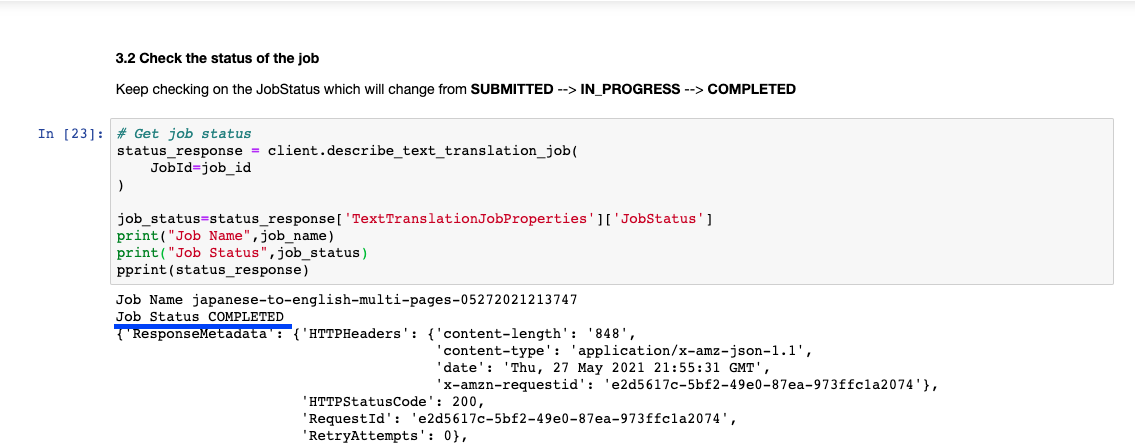 3.2 Check the status of the job
Keep checking on the JobStatus which will change from SUBMITTED --> IN_PROGRESS --> COMPLETED
In [23]: # Get job status
status_response = client.describe_text_translation_job(
    JobId=job_id
)
job_status=status_response['TextTranslationJobProperties']['JobStatus']
print("Job Name",job_name)
print("Job Status",job_status)
pprint(status_response)
Job Name japanese-to-english-multi-pages-05272021213747
Job Status COMPLETED
{'ResponseMetadata': {'HTTPHeaders': {'content-length': '848',
'content-type': 'application/x-amz-json-1.1',
'date': 'Thu, 27 May 2021 21:55:31 GMT',
'x-amzn-requestid': 'e2d5617c-5bf2-49e0-87ea-973ffc1a2074'},
'HTTPStatusCode': 200,
'RequestId': 'e2d5617c-5bf2-49e0-87ea-973ffc1a2074',
'RetryAttempts': 0},